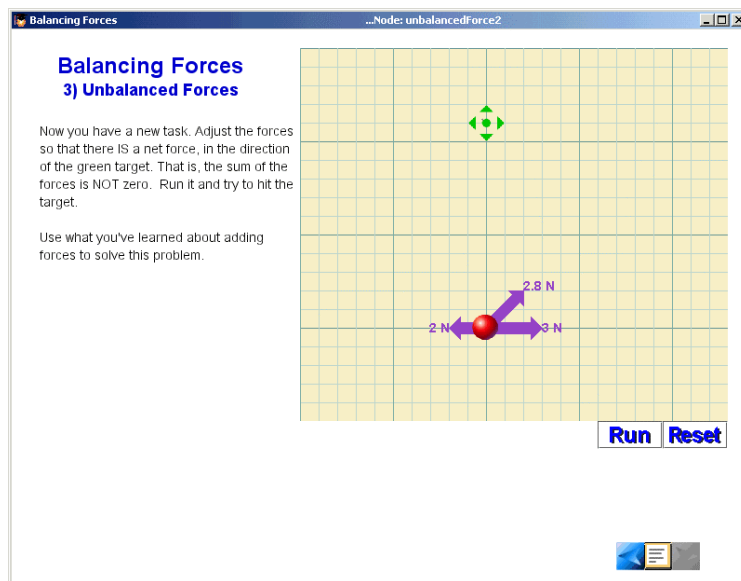 Balancing Forces ...Node: unbalancedForce2
Balancing Forces
3) Unbalanced Forces
Now you have a new task. Adjust the forces
so that there IS a net force, in the direction
of the green target. That is, the sum of the
forces is NOT zero. Run it and try to hit the
target.
Use what you've learned about adding
forces to solve this problem.
2.8 N
2 N
3 N
Run Reset